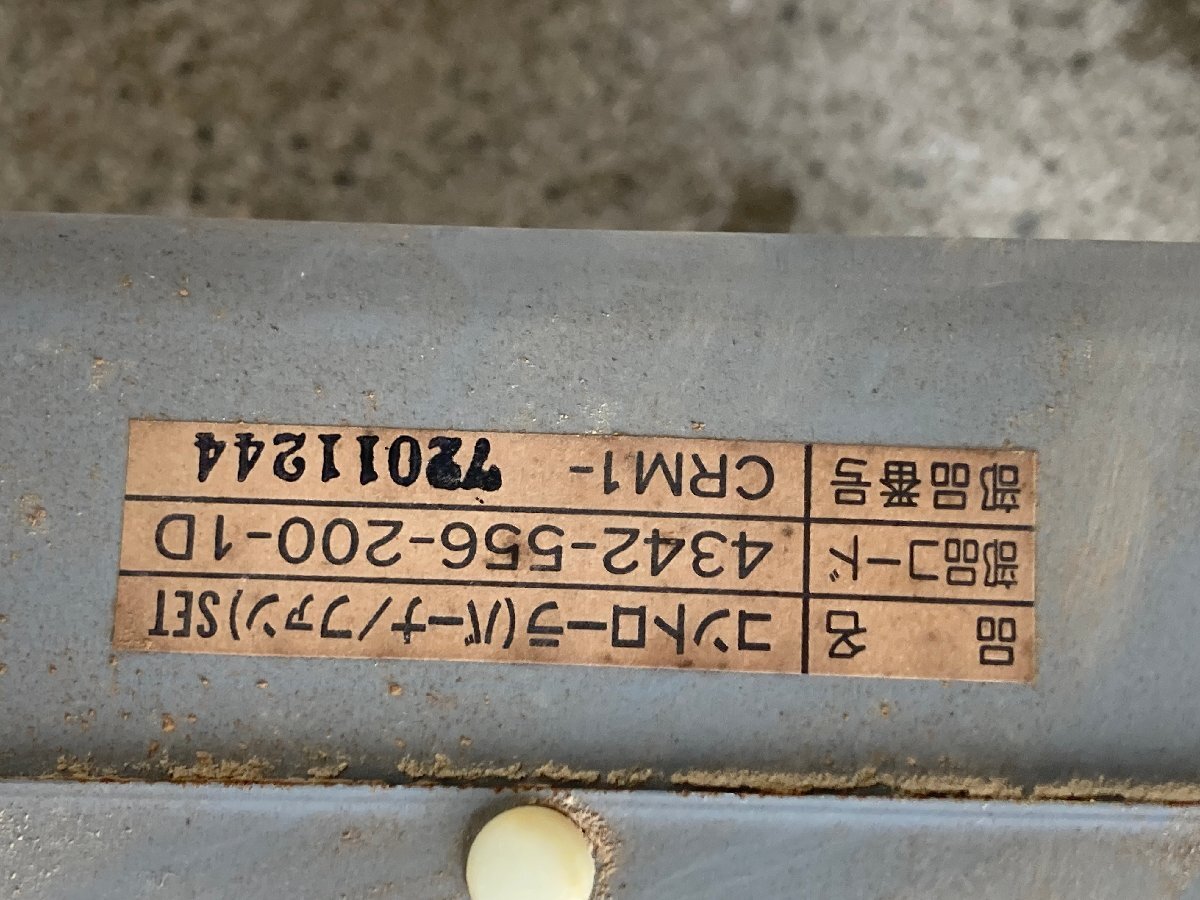 品名 コントローラ(バーナ/ファン)SET
部品コード 4342-556-200-1D
部品番号 CRM1- 72011244